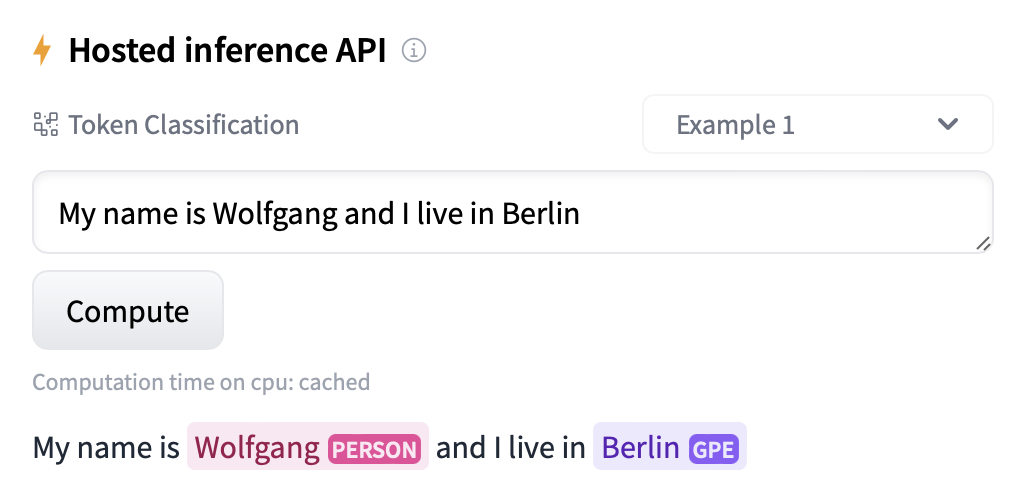 Hosted inference API
Token Classification
Example 1
My name is Wolfgang and I live in Berlin
Compute
Computation time on cpu: cached
My name is Wolfgang PERSON and I live in Berlin GPE